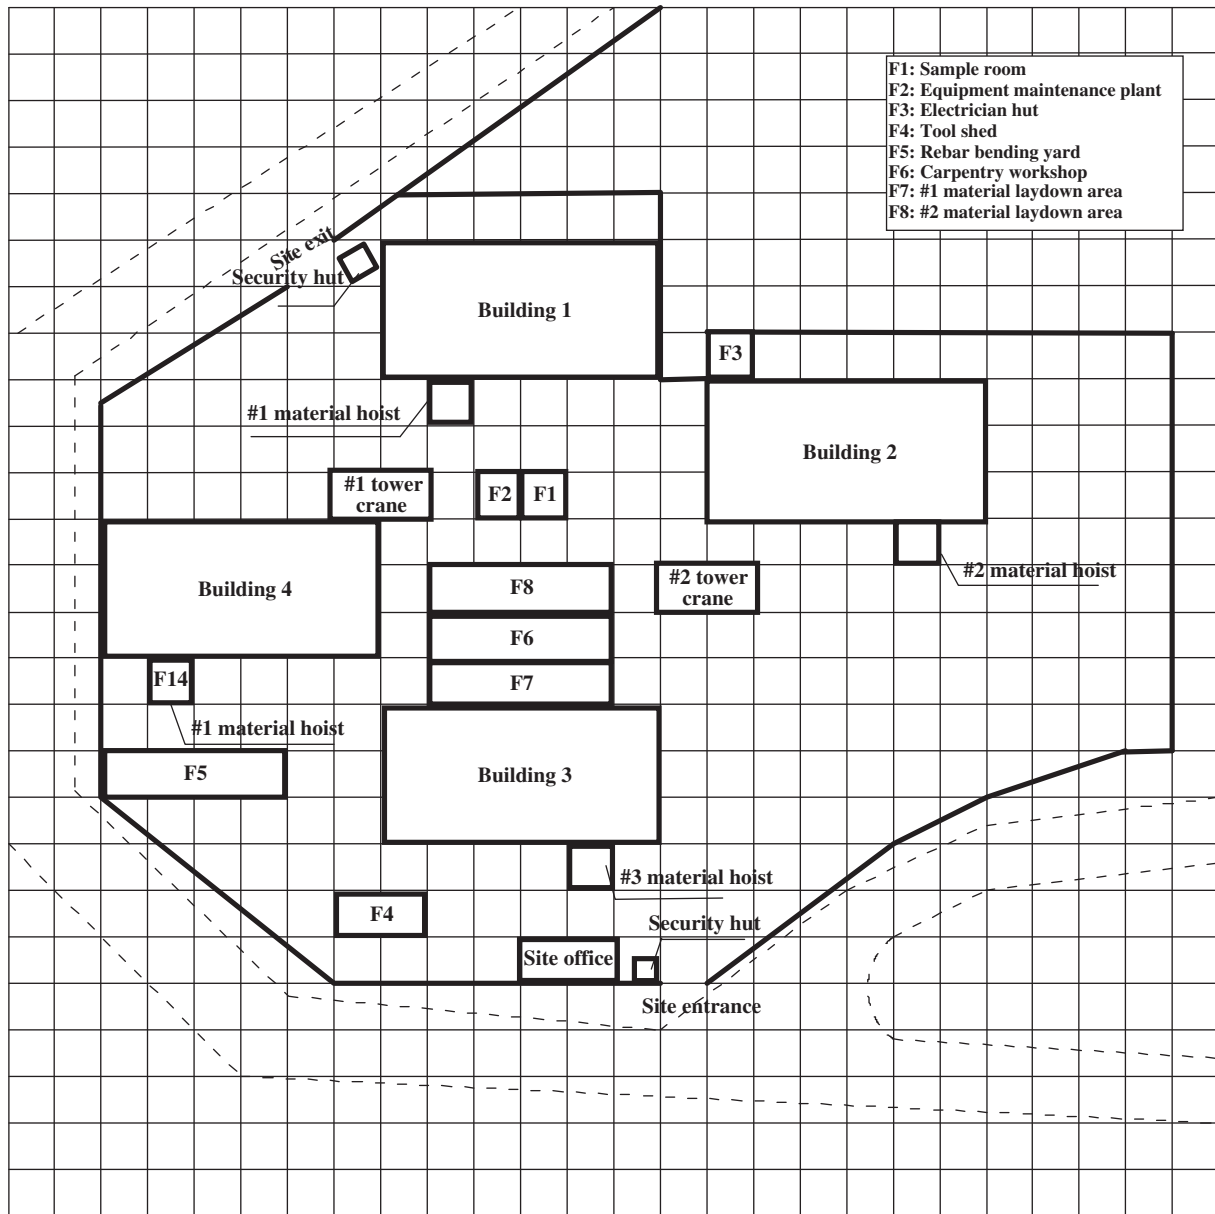 F1: Sample room
F2: Equipment maintenance plant
F3: Electrician hut
F4: Tool shed
F5: Rebar bending yard
F6: Carpentry workshop
F7: #1 material laydown area
F8: #2 material laydown area
Site exit
Security hut
Building 1
F3
#1 material hoist
Building 2
#1 tower
crane
F2
F1
#2 material hoist
Building 4
F8
#2 tower
crane
F6
F14
F7
#1 material hoist
F5
Building 3
#3 material hoist
F4
Security hut
Site office
Site entrance